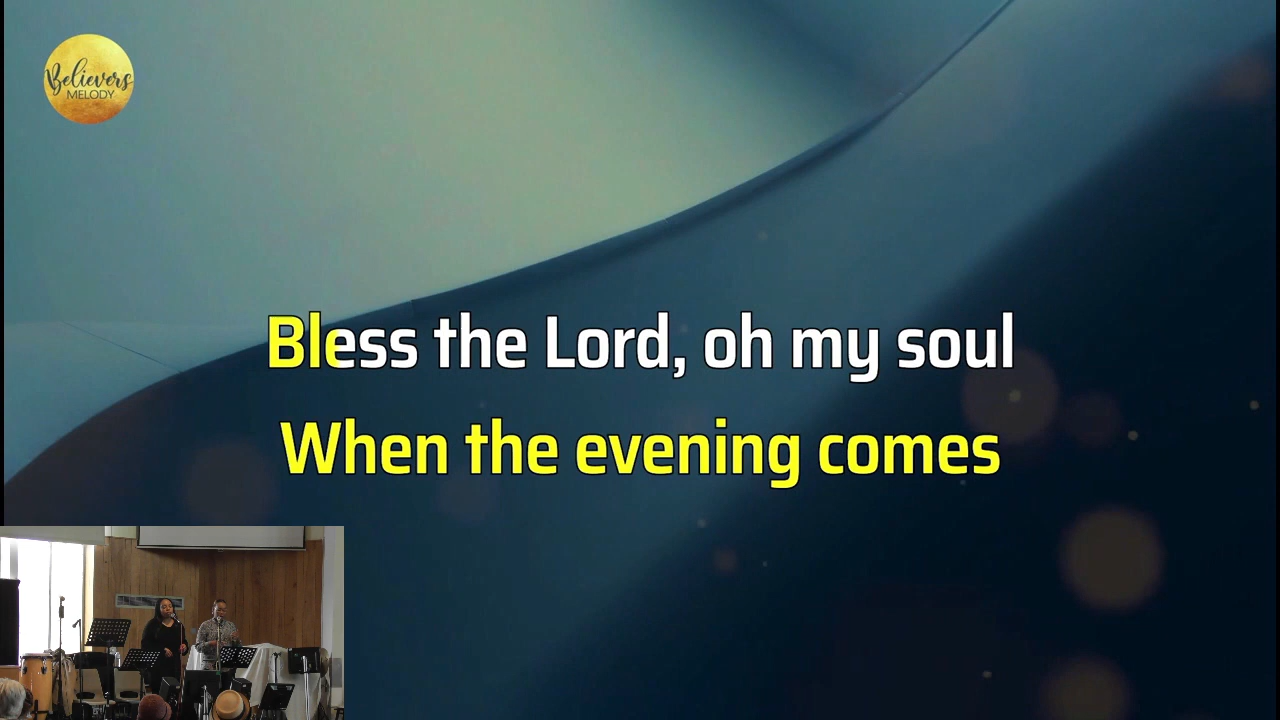 Believers
MELODY
Bless the Lord, oh my soul
When the evening comes